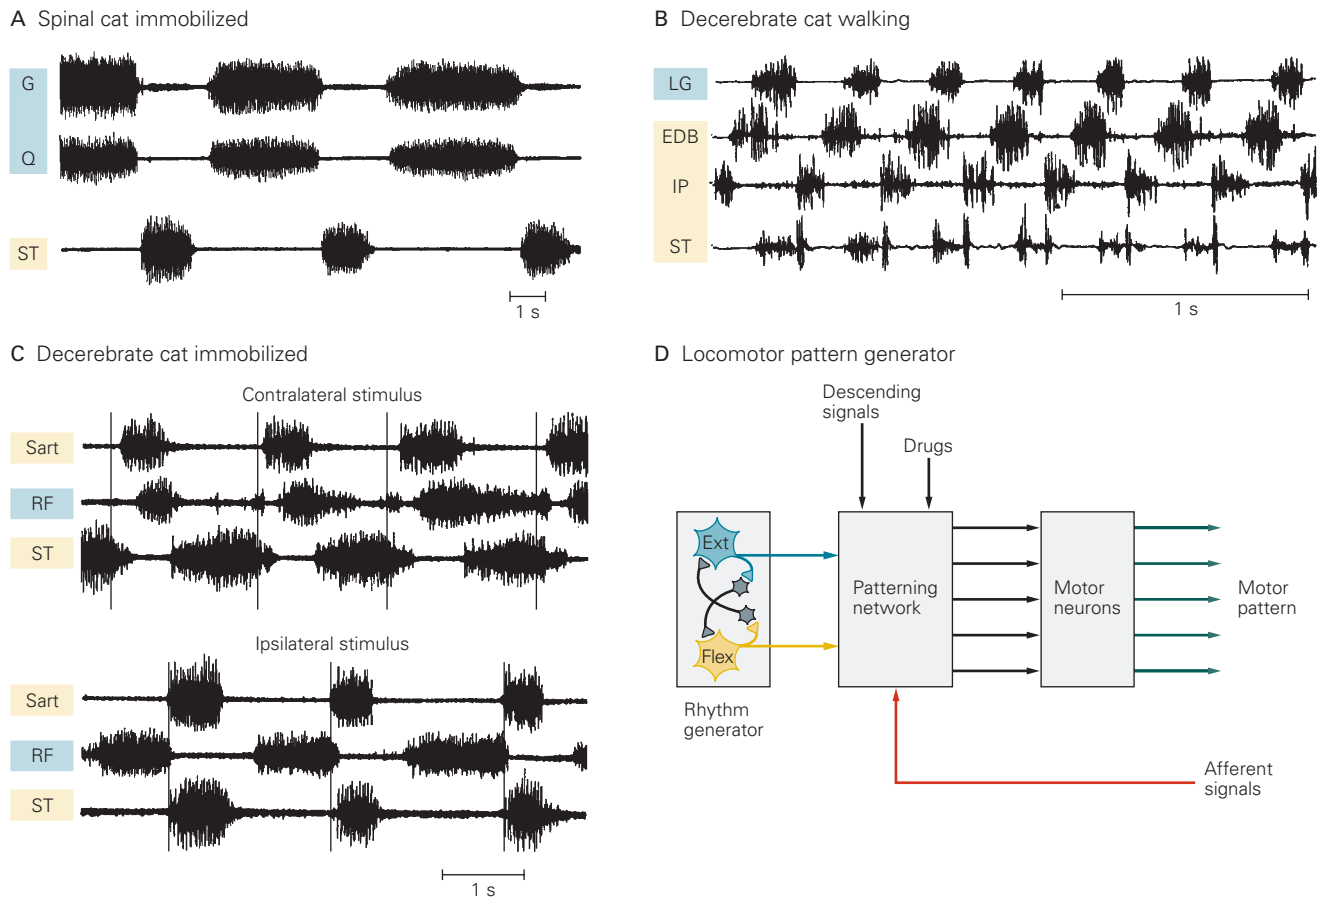 A Spinal cat immobilized
G
Q
ST
1 s
B Decerebrate cat walking
LG
EDB
IP
ST
1 s
C Decerebrate cat immobilized
Contralateral stimulus
Sart
RF
ST
Ipsilateral stimulus
Sart
RF
ST
1 s
D Locomotor pattern generator
Descending
signals
Drugs
Ext
Flex
Rhythm
generator
Patterning
network
Motor
neurons
Motor
pattern
Afferent
signals